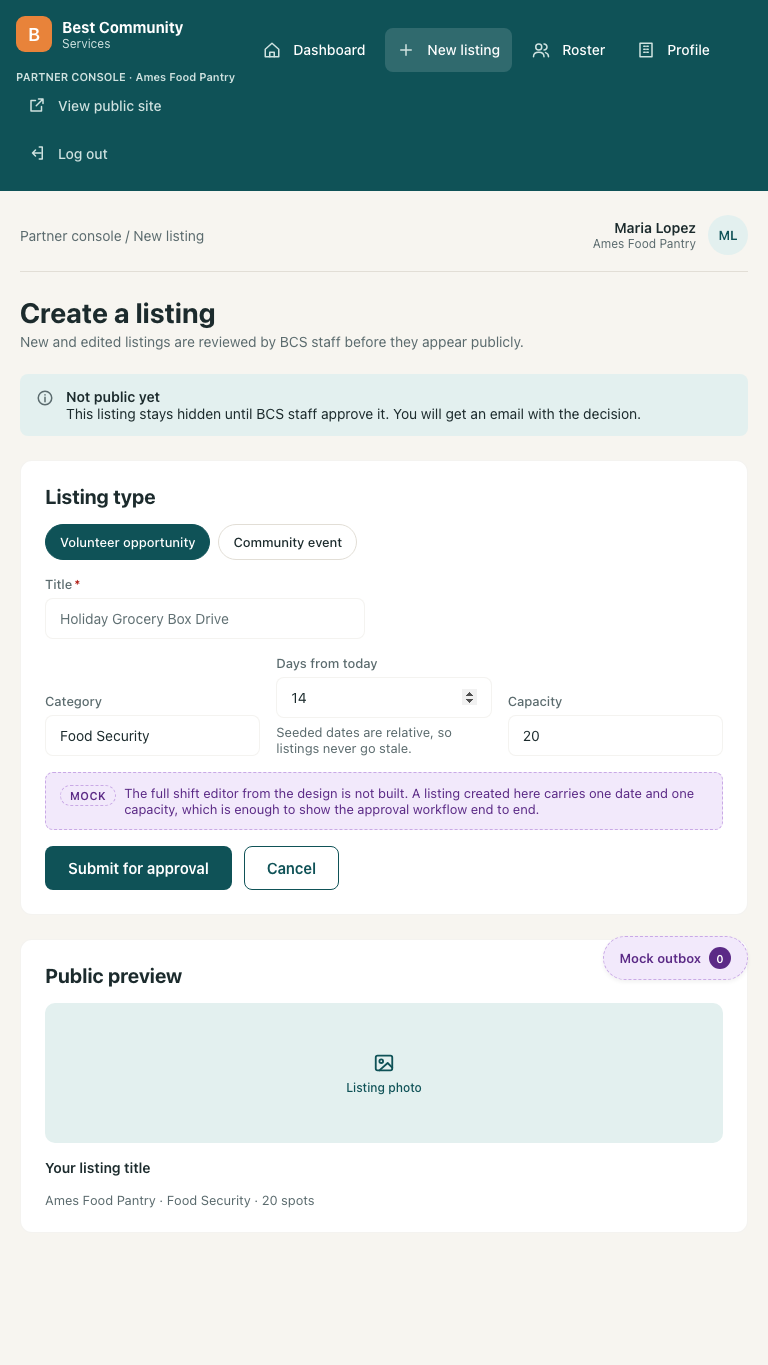 B
Best Community
Services
Dashboard
New listing
Roster
Profile
PARTNER CONSOLE · Ames Food Pantry
View public site
Log out
Partner console / New listing
Maria Lopez
Ames Food Pantry
ML
Create a listing
New and edited listings are reviewed by BCS staff before they appear publicly.
Not public yet
This listing stays hidden until BCS staff approve it. You will get an email with the decision.
Listing type
Volunteer opportunity
Community event
Title *
Holiday Grocery Box Drive
Category
Food Security
Days from today
14
Seeded dates are relative, so
listings never go stale.
Capacity
20
MOCK
The full shift editor from the design is not built. A listing created here carries one date and one
capacity, which is enough to show the approval workflow end to end.
Submit for approval
Cancel
Mock outbox 0
Public preview
Listing photo
Your listing title
Ames Food Pantry · Food Security · 20 spots